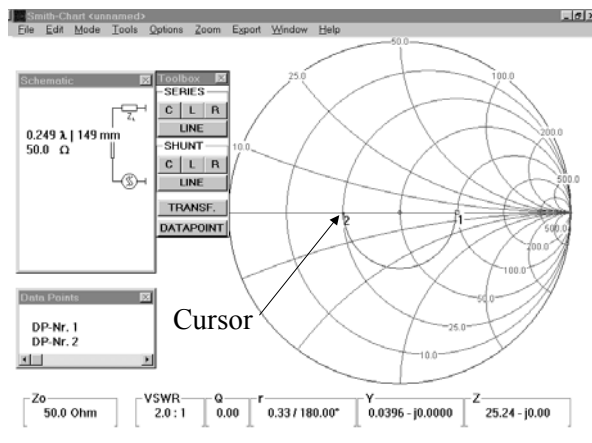 Smith-Chart <unnamed>
File Edit Mode Tools Options Zoom Export Window Help
Schematic
Z
0.249 λ | 149 mm
50.0 Ω
Toolbox
SERIES
C L R
LINE
SHUNT
C L R
LINE
TRANSF.
DATAPOINT
50.0
25.0
100.0
10.0
200.0
500.0
2
1
500.0
200.0
100.0
50.0
25.0
10.0
Cursor
Data Points
DP-Nr. 1
DP-Nr. 2
Zo
50.0 Ohm
VSWR
2.0 : 1
Q
0.00
r
0.33 / 180.00°
Y
0.0396 - j0.0000
Z
25.24 - j0.00